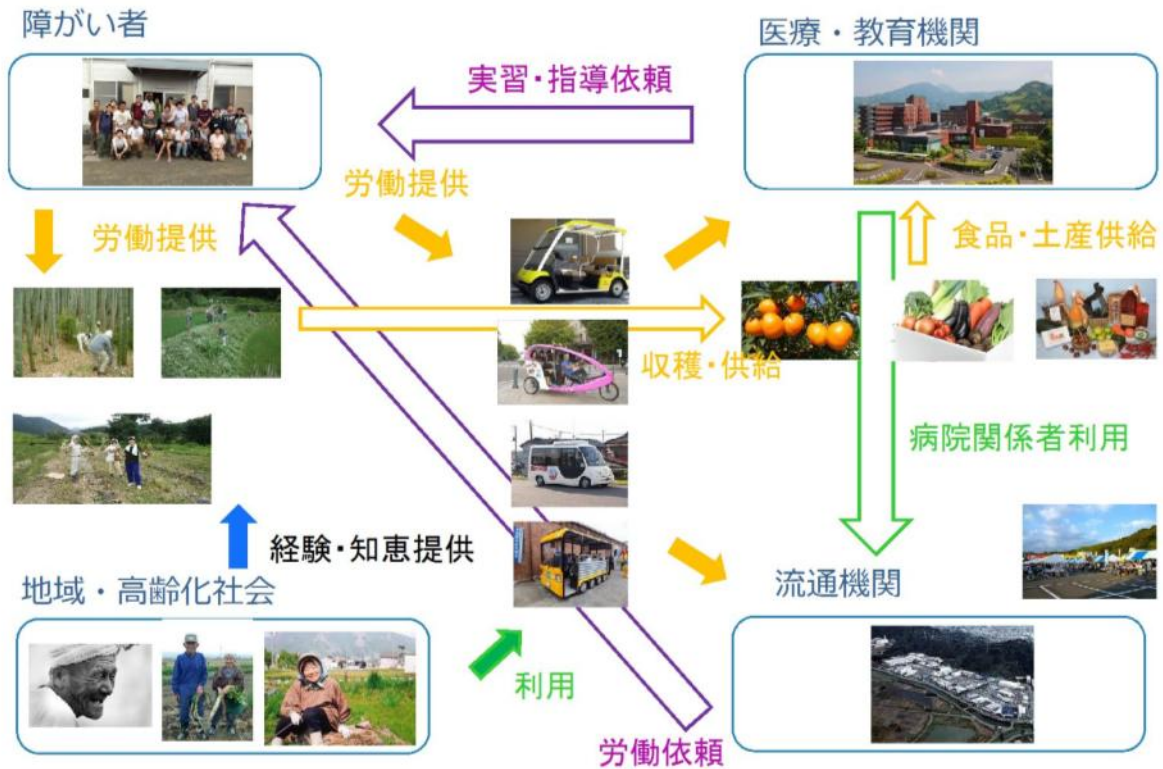 障がい者
医療・教育機関
実習・指導依頼
労働提供
労働提供
食品・土産供給
収穫・供給
病院関係者利用
経験・知恵提供
地域・高齢化社会
流通機関
利用
労働依頼